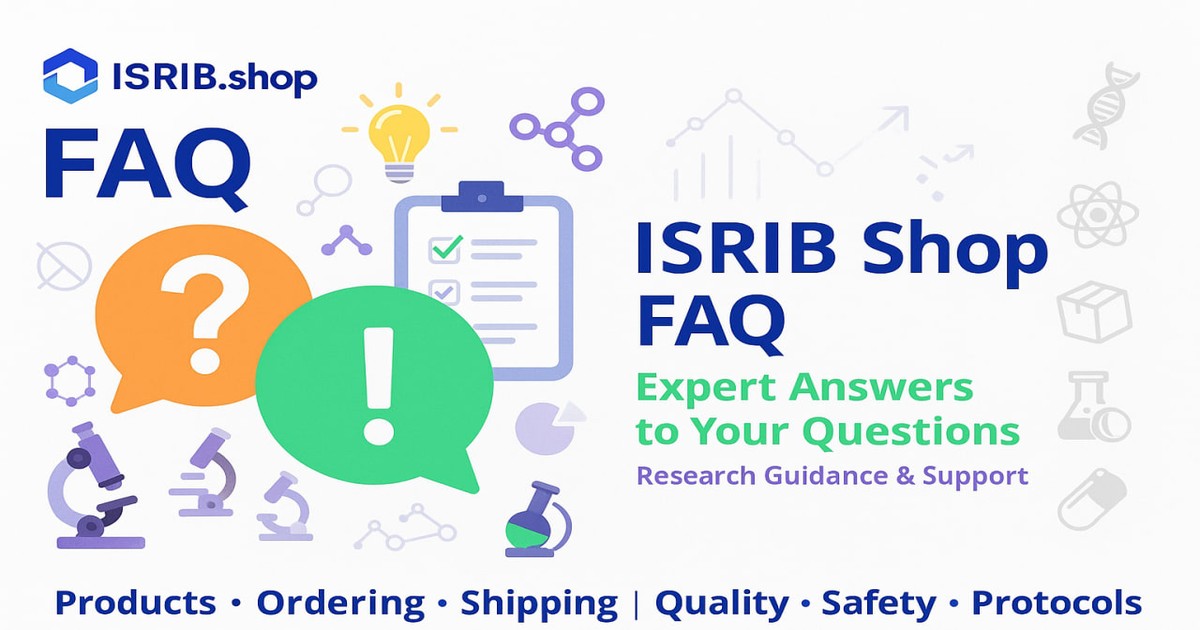 ISRIB.shop
FAQ
?
!
ISRIB Shop
FAQ
Expert Answers
to Your Questions
Research Guidance & Support
Products • Ordering • Shipping | Quality • Safety • Protocols